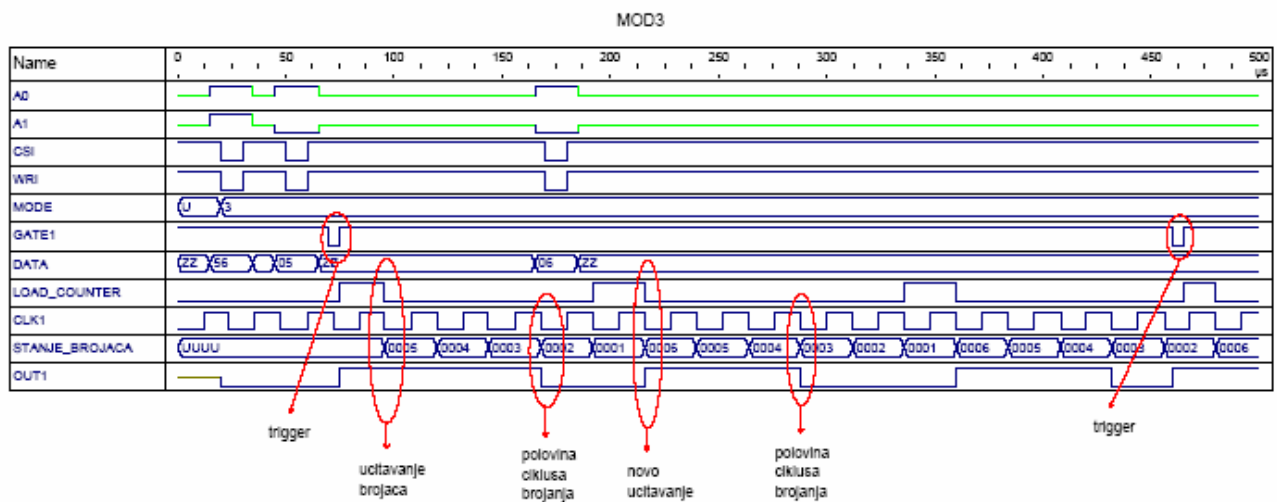 MOD3
Name 0 50 100 150 200 250 300 350 400 450 500
μs
A0
A1
CSI
WRI
MODE U 3
GATE1
DATA ZZ 56 05 ZZ 06 ZZ
LOAD_COUNTER
CLK1
STANJE_BROJACA UUUU 0005 0004 0003 0002 0001 0006 0005 0004 0003 0002 0001 0006 0005 0004 0003 0002 0006
OUT1
trigger
ucitavanje
brojaca
polovina
ciklusa
brojanja
novo
ucitavanje
polovina
ciklusa
brojanja
trigger